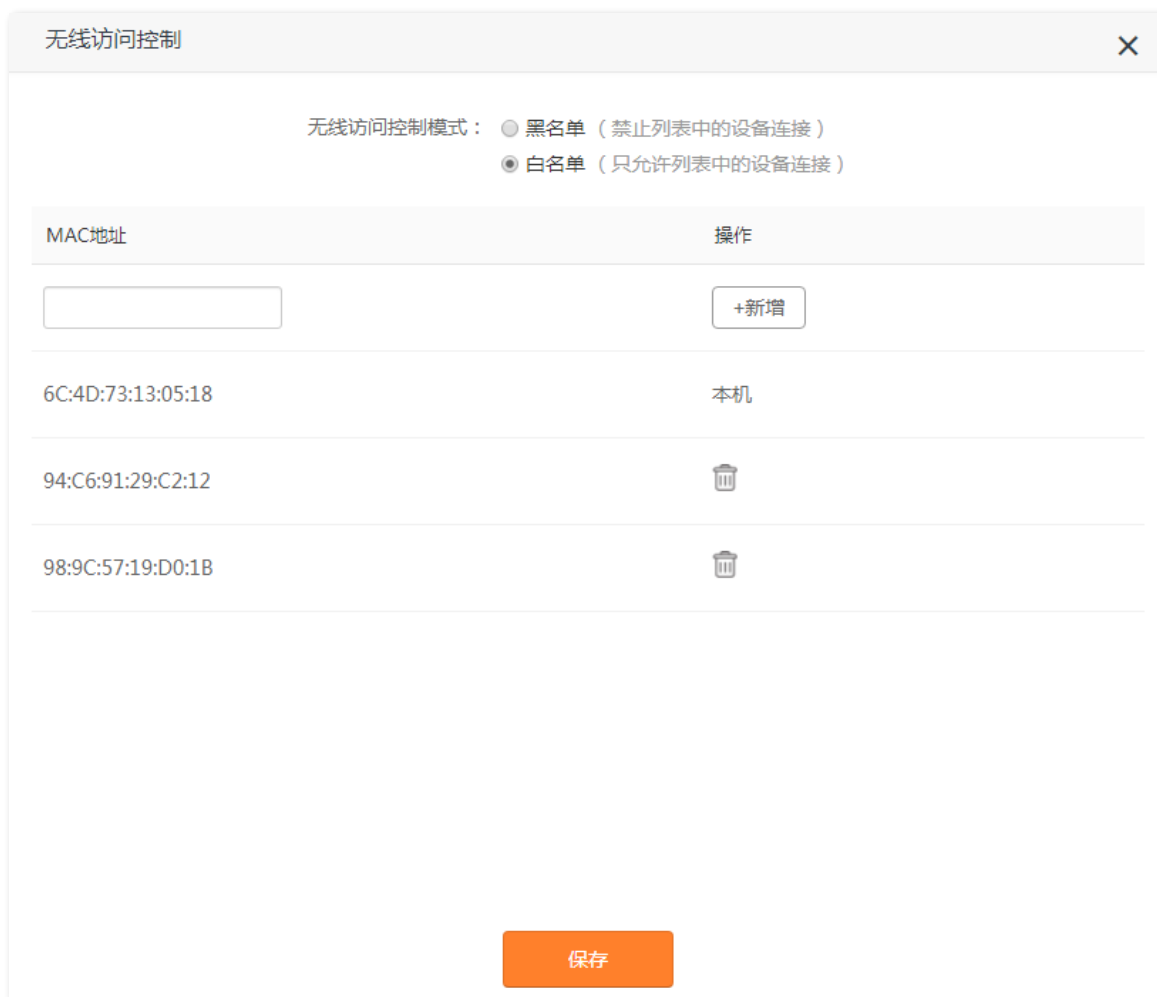 无线访问控制
无线访问控制模式： 黑名单 （禁止列表中的设备连接）
白名单 （只允许列表中的设备连接）
MAC地址 操作
+新增
6C:4D:73:13:05:18 本机
94:C6:91:29:C2:12
98:9C:57:19:D0:1B
保存